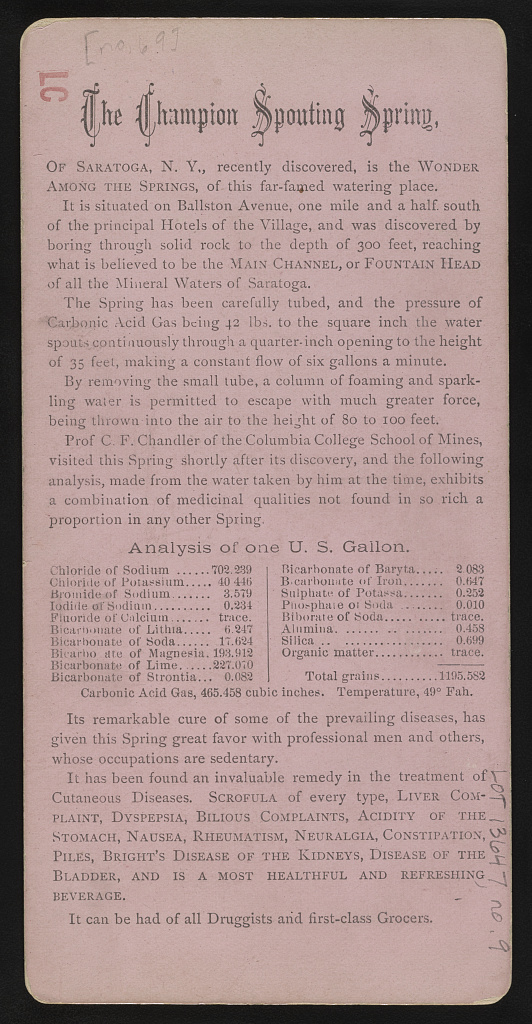 [no. 69]
LC
The Champion Spouting Spring,
OF SARATOGA, N. Y., recently discovered, is the WONDER
AMONG THE SPRINGS, of this far-famed watering place.
It is situated on Ballston Avenue, one mile and a half south
of the principal Hotels of the Village, and was discovered by
boring through solid rock to the depth of 300 feet, reaching
what is believed to be the MAIN CHANNEL, or FOUNTAIN HEAD
of all the Mineral Waters of Saratoga.
The Spring has been carefully tubed, and the pressure of
Carbonic Acid Gas being 42 lbs. to the square inch the water
spouts continuously through a quarter-inch opening to the height
of 35 feet, making a constant flow of six gallons a minute.
By removing the small tube, a column of foaming and spark-
ling water is permitted to escape with much greater force,
being thrown into the air to the height of 80 to 100 feet.
Prof C. F. Chandler of the Columbia College School of Mines,
visited this Spring shortly after its discovery, and the following
analysis, made from the water taken by him at the time, exhibits
a combination of medicinal qualities not found in so rich a
proportion in any other Spring.
Analysis of one U. S. Gallon.
Chloride of Sodium ......702.239
Chloride of Potassium..... 40 446
Bromide of Sodium ....... 3.579
Iodide of Sodium.......... 0.234
Fluoride of Calcium....... trace.
Bicarbonate of Lithia..... 6.247
Bicarbonate of Soda...... 17.624
Bicarbo ate of Magnesia. 193.912
Bicarbonate of Lime.....227.070
Bicarbonate of Strontia... 0.082
Bicarbonate of Baryta..... 2 083
Bicarbonate of Iron....... 0.647
Sulphate of Potassa....... 0.252
Phosphate of Soda ....... 0.010
Biborate of Soda........... trace.
Alumina. ...... .. ...... 0.458
Silica .. ............... 0.699
Organic matter............ trace.
Total grains..........1195.582
Carbonic Acid Gas, 465.458 cubic inches. Temperature, 49° Fah.
Its remarkable cure of some of the prevailing diseases, has
given this Spring great favor with professional men and others,
whose occupations are sedentary.
It has been found an invaluable remedy in the treatment of
Cutaneous Diseases. SCROFULA of every type, LIVER COM-
PLAINT, DYSPEPSIA, BILIOUS COMPLAINTS, ACIDITY OF THE
STOMACH, NAUSEA, RHEUMATISM, NEURALGIA, CONSTIPATION,
PILES, BRIGHT'S DISEASE OF THE KIDNEYS, DISEASE OF THE
BLADDER, AND IS A MOST HEALTHFUL AND REFRESHING
BEVERAGE.
It can be had of all Druggists and first-class Grocers.
LOT 13647, no. 9